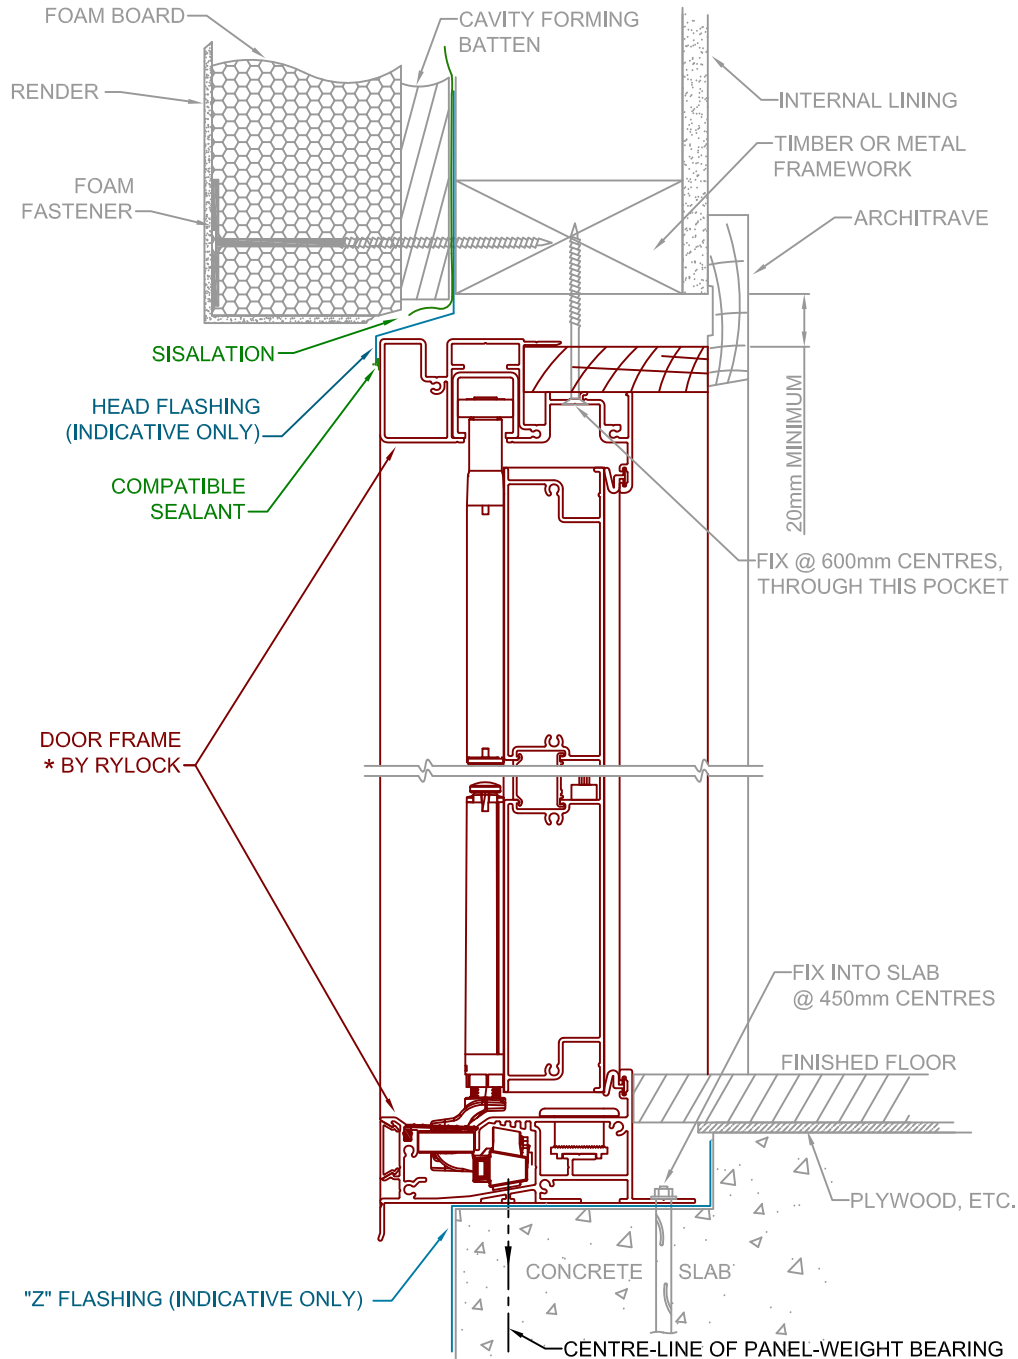 FOAM BOARD
CAVITY FORMING
BATTEN
RENDER
INTERNAL LINING
TIMBER OR METAL
FRAMEWORK
FOAM
FASTENER
ARCHITRAVE
SISALATION
HEAD FLASHING
(INDICATIVE ONLY)
20mm MINIMUM
COMPATIBLE
SEALANT
FIX @ 600mm CENTRES,
THROUGH THIS POCKET
DOOR FRAME
* BY RYLOCK
FIX INTO SLAB
@ 450mm CENTRES
FINISHED FLOOR
PLYWOOD, ETC.
CONCRETE SLAB
"Z" FLASHING (INDICATIVE ONLY)
CENTRE-LINE OF PANEL-WEIGHT BEARING